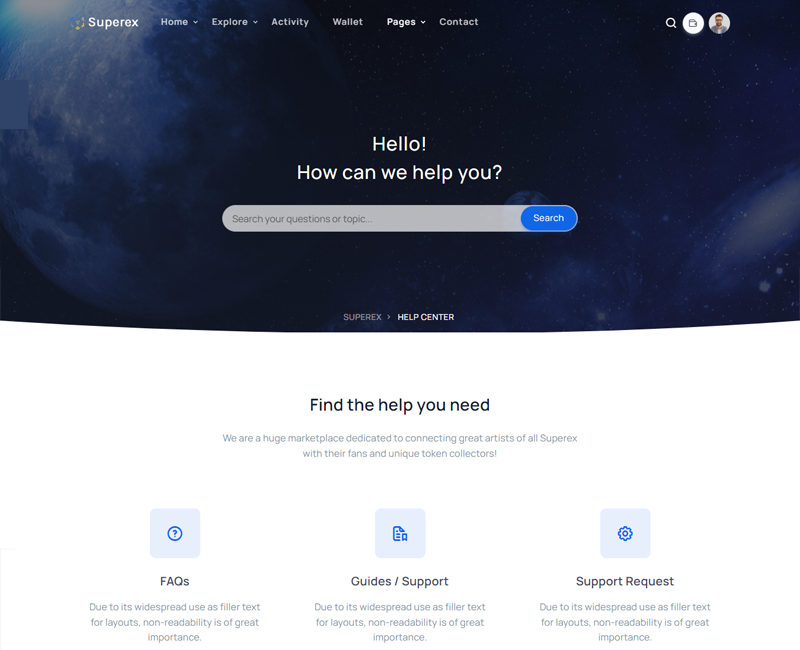 Superex Home Explore Activity Wallet Pages Contact
Hello!
How can we help you?
Search your questions or topic... Search
SUPEREX > HELP CENTER
Find the help you need
We are a huge marketplace dedicated to connecting great artists of all Superex
with their fans and unique token collectors!
FAQs
Due to its widespread use as filler text
for layouts, non-readability is of great
importance.
Guides / Support
Due to its widespread use as filler text
for layouts, non-readability is of great
importance.
Support Request
Due to its widespread use as filler text
for layouts, non-readability is of great
importance.